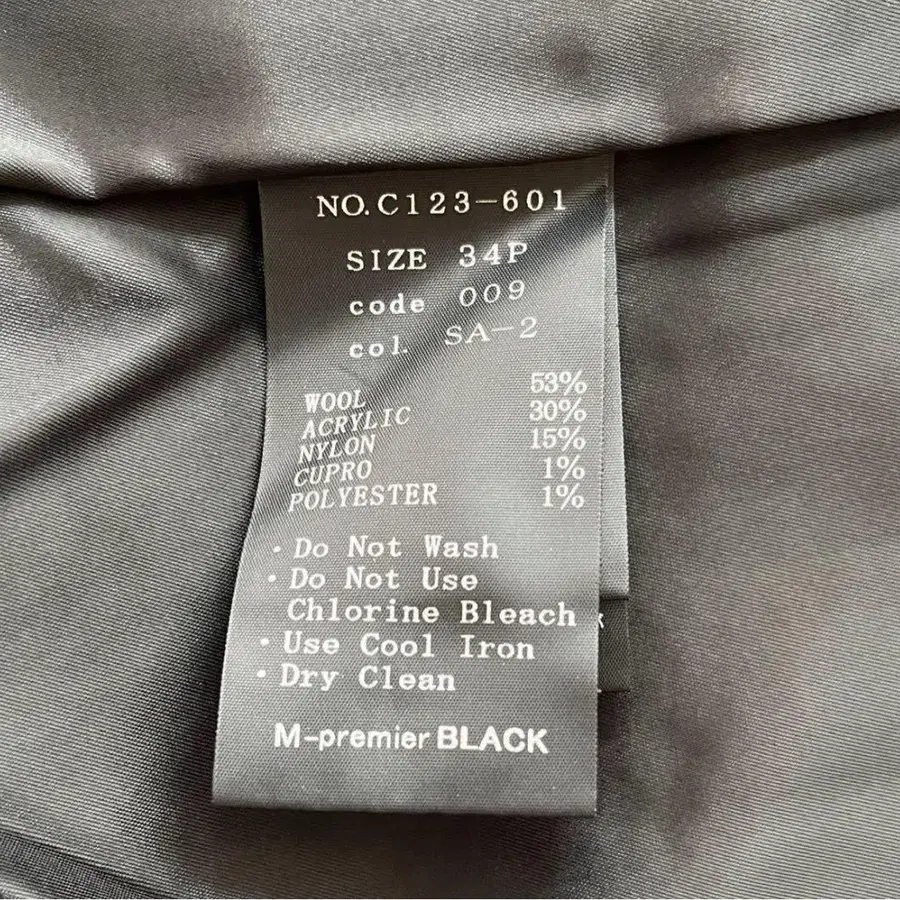 NO.C123-601
SIZE 34P
code 009
col. SA-2
WOOL 53%
ACRYLIC 30%
NYLON 15%
CUPRO 1%
POLYESTER 1%
· Do Not Wash
· Do Not Use
Chlorine Bleach
· Use Cool Iron
· Dry Clean
M-premier BLACK